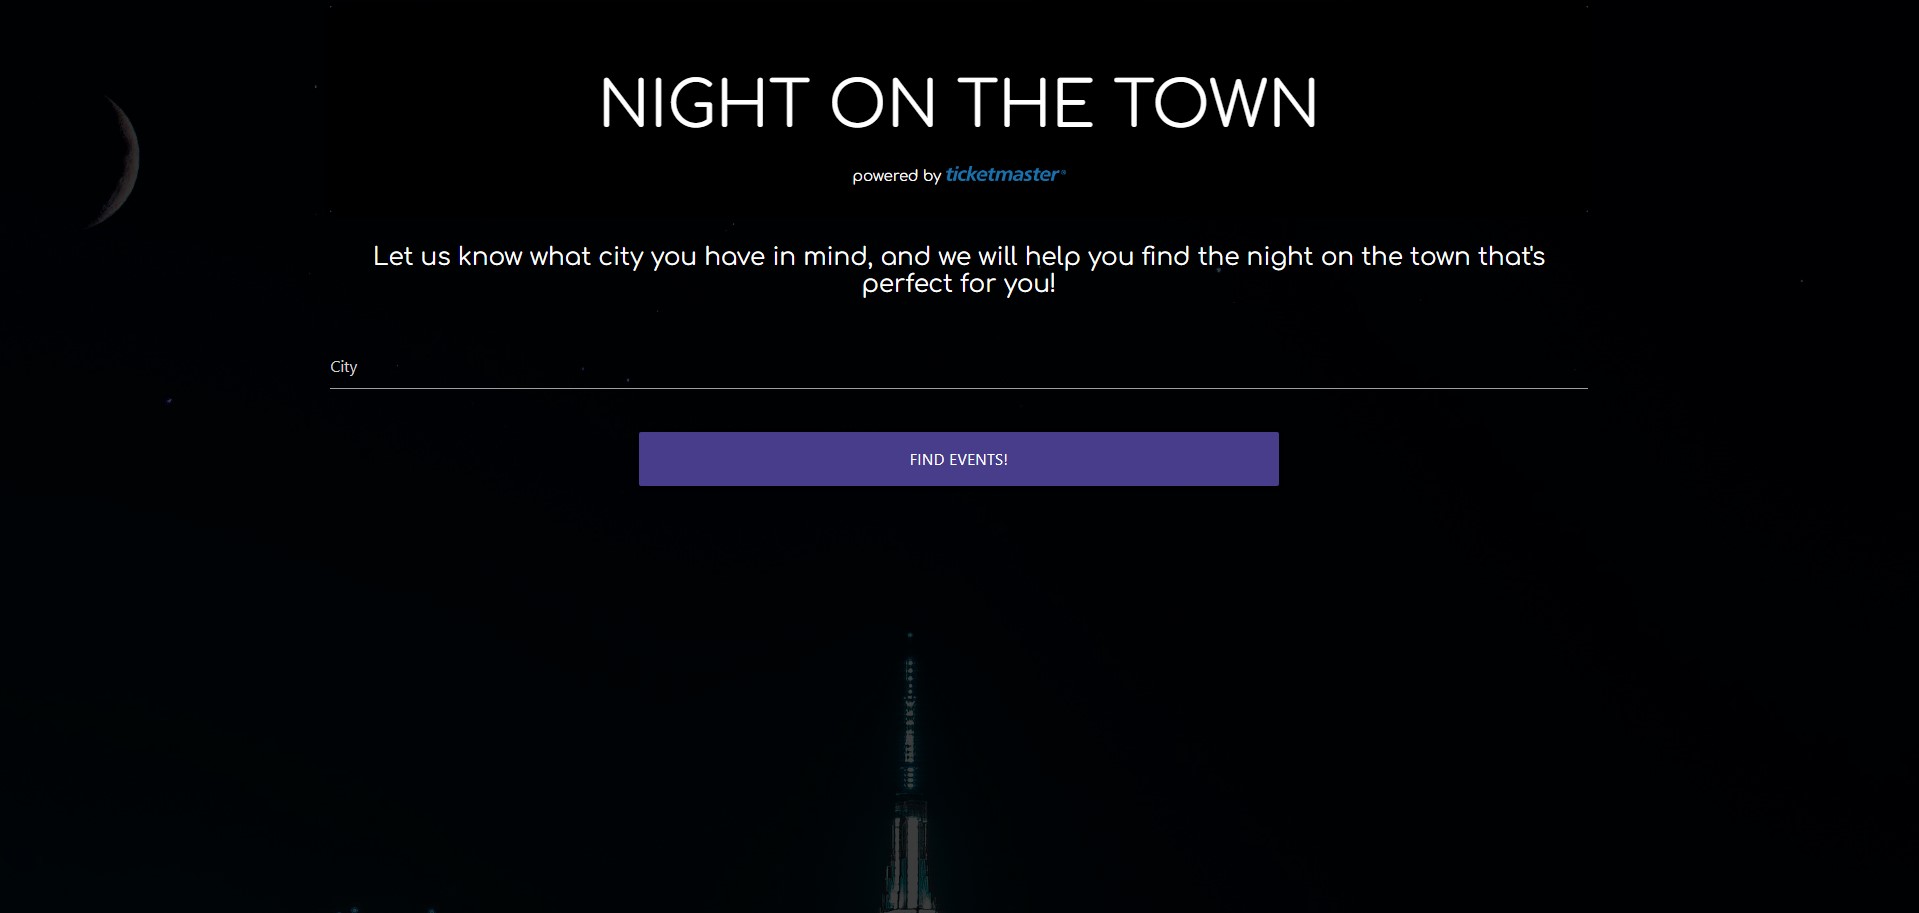 NIGHT ON THE TOWN
powered by ticketmaster®
Let us know what city you have in mind, and we will help you find the night on the town that's
perfect for you!
City
FIND EVENTS!